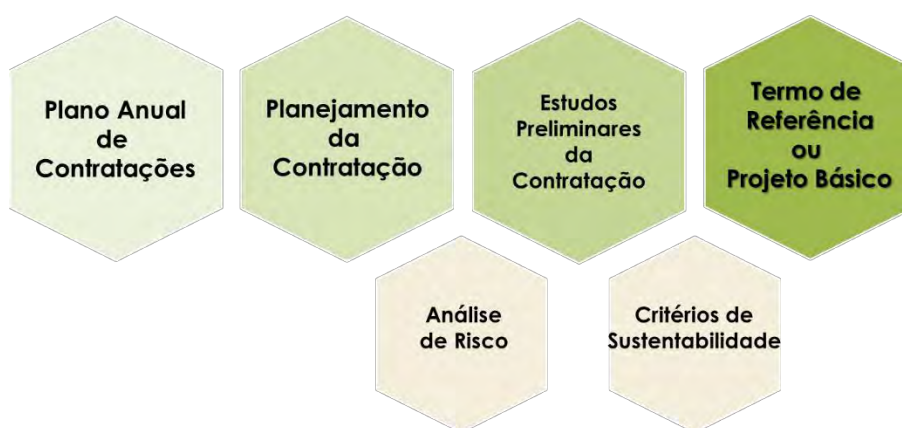 Plano Anual
de
Contratações
Planejamento
da
Contratação
Estudos
Preliminares
da
Contratação
Termo de
Referência
ou
Projeto Básico
Análise
de Risco
Critérios de
Sustentabilidade